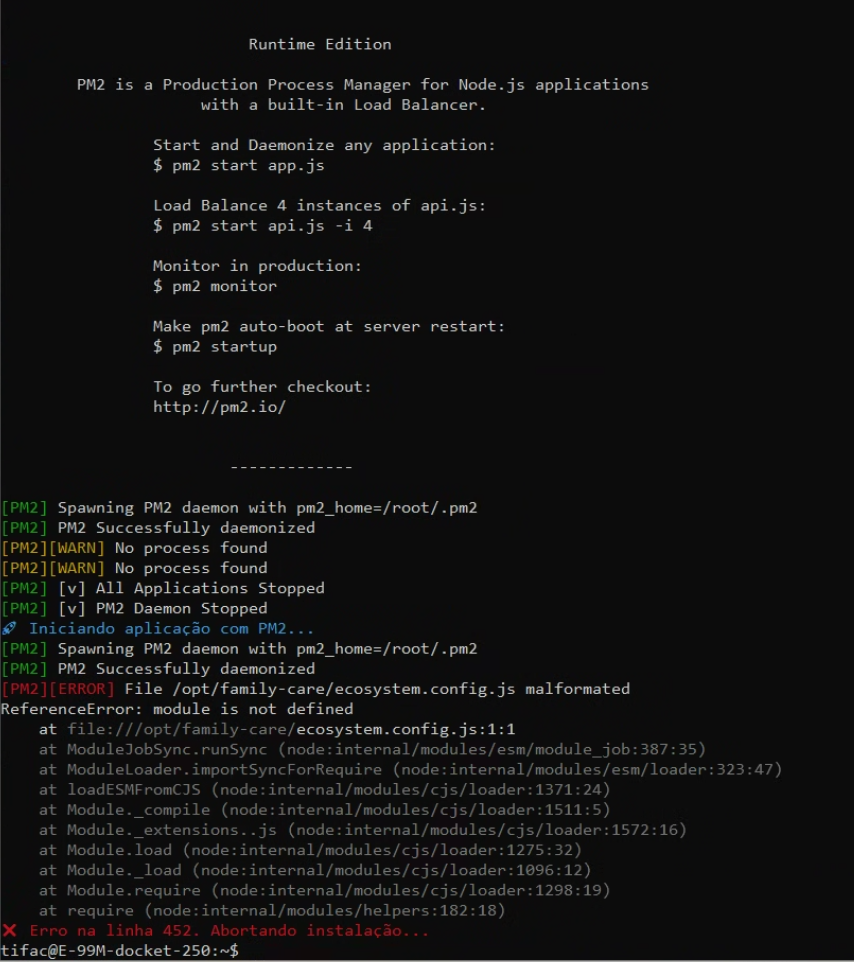 Runtime Edition
PM2 is a Production Process Manager for Node.js applications
with a built-in Load Balancer.
Start and Daemonize any application:
$ pm2 start app.js
Load Balance 4 instances of api.js:
$ pm2 start api.js -i 4
Monitor in production:
$ pm2 monitor
Make pm2 auto-boot at server restart:
$ pm2 startup
To go further checkout:
http://pm2.io/
-------------
[PM2] Spawning PM2 daemon with pm2_home=/root/.pm2
[PM2] PM2 Successfully daemonized
[PM2][WARN] No process found
[PM2][WARN] No process found
[PM2] [v] All Applications Stopped
[PM2] [v] PM2 Daemon Stopped
🚀 Iniciando aplicação com PM2...
[PM2] Spawning PM2 daemon with pm2_home=/root/.pm2
[PM2] PM2 Successfully daemonized
[PM2][ERROR] File /opt/family-care/ecosystem.config.js malformated
ReferenceError: module is not defined
at file:///opt/family-care/ecosystem.config.js:1:1
at ModuleJobSync.runSync (node:internal/modules/esm/module_job:387:35)
at ModuleLoader.importSyncForRequire (node:internal/modules/esm/loader:323:47)
at loadESMFromCJS (node:internal/modules/cjs/loader:1371:24)
at Module._compile (node:internal/modules/cjs/loader:1511:5)
at Module._extensions..js (node:internal/modules/cjs/loader:1572:16)
at Module.load (node:internal/modules/cjs/loader:1275:32)
at Module._load (node:internal/modules/cjs/loader:1096:12)
at Module.require (node:internal/modules/cjs/loader:1298:19)
at require (node:internal/modules/helpers:182:18)
❌ Erro na linha 452. Abortando instalação...
tifac@E-99M-docket-250:~$